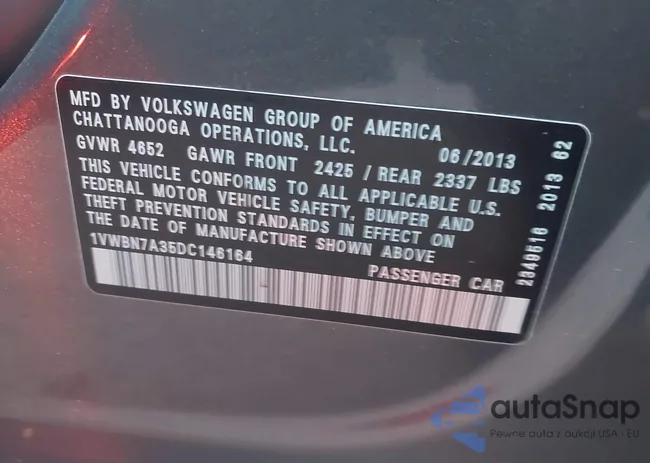 MFD BY VOLKSWAGEN GROUP OF AMERICA
CHATTANOOGA OPERATIONS, LLC.
06/2013
GVWR 4652 GAWR FRONT 2425 / REAR 2337 LBS
THIS VEHICLE CONFORMS TO ALL APPLICABLE U.S.
FEDERAL MOTOR VEHICLE SAFETY, BUMPER AND
THEFT PREVENTION STANDARDS IN EFFECT ON
THE DATE OF MANUFACTURE SHOWN ABOVE
1VWBN7A35DC146164
PASSENGER CAR
2349516 2013 62
autaSnap
Pewne auta z aukcji USA - EU